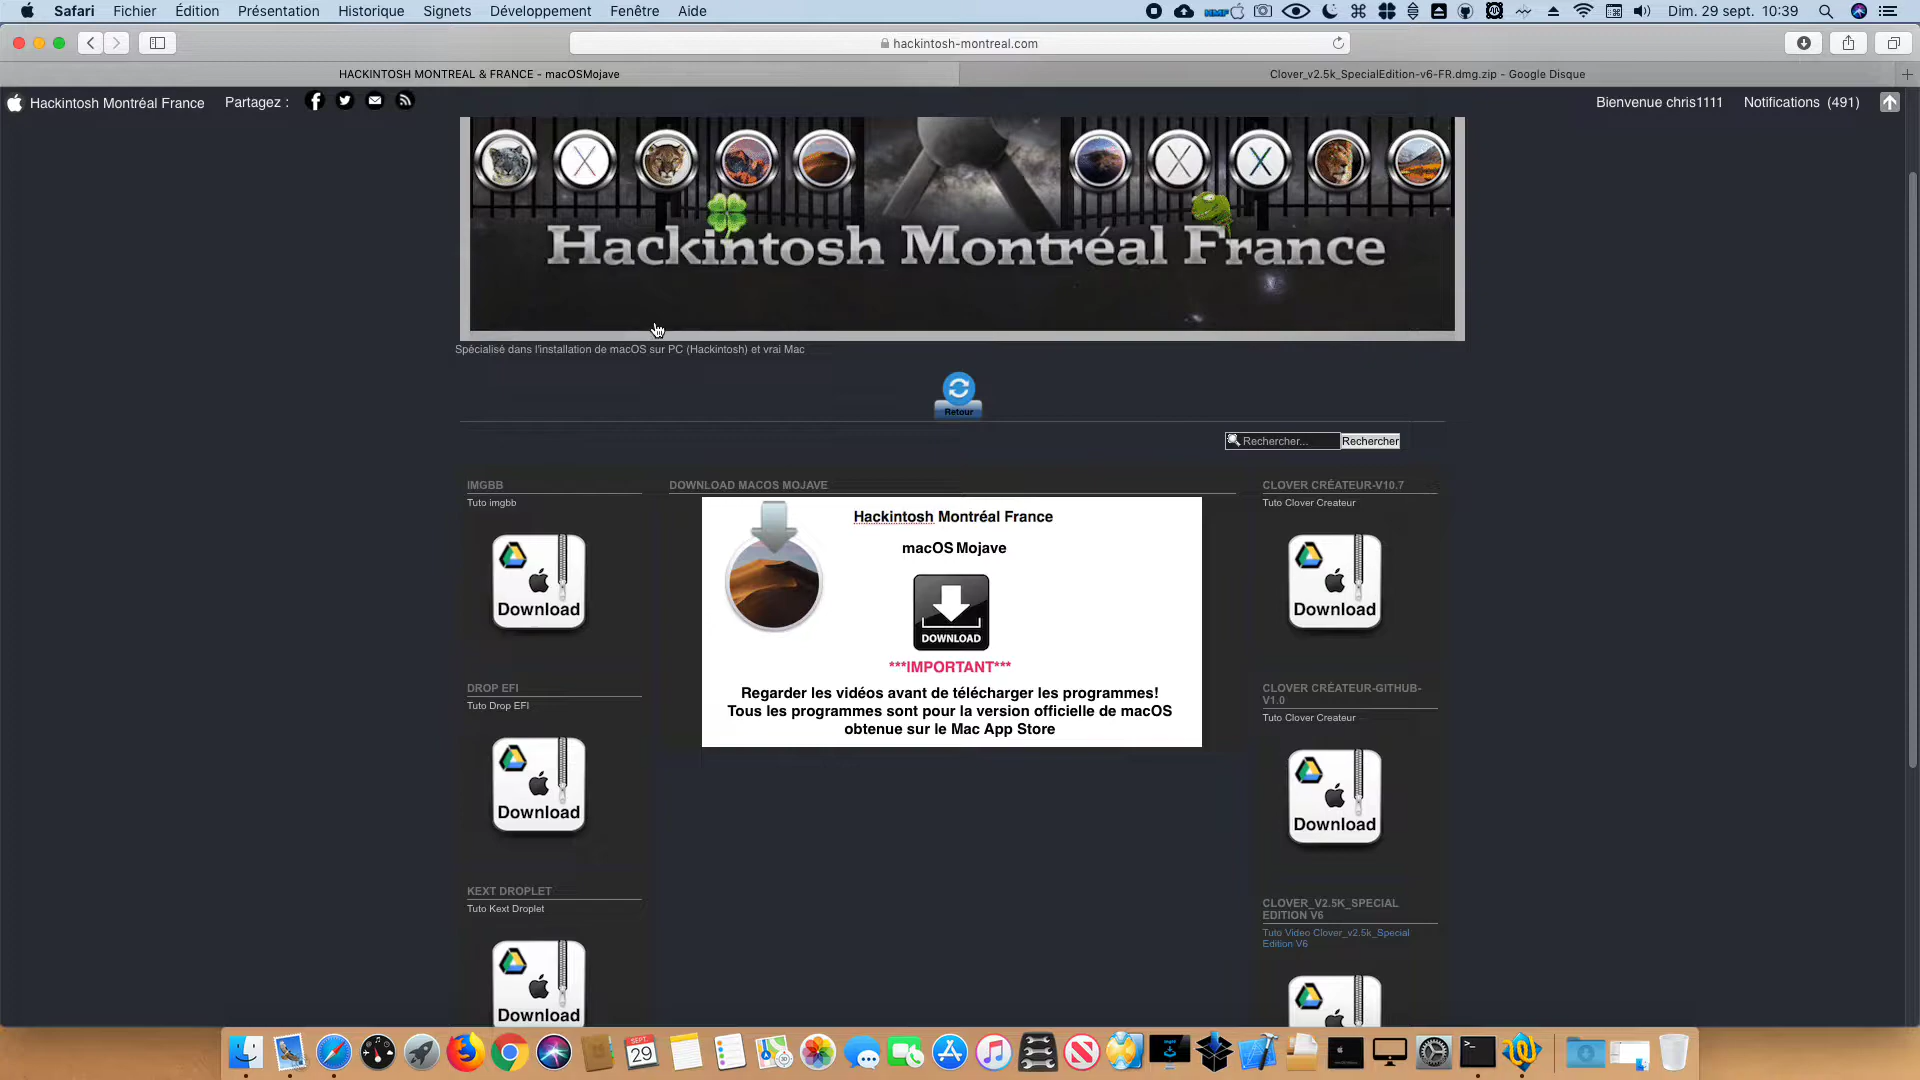 Safari Fichier Édition Présentation Historique Signets Développement Fenêtre Aide Dim. 29 sept. 10:39
hackintosh-montreal.com
HACKINTOSH MONTREAL & FRANCE - macOSMojave
Clover_v2.5k_SpecialEdition-v6-FR.dmg.zip - Google Disque
Hackintosh Montréal France Partagez : Bienvenue chris1111 Notifications (491)
Hackintosh Montréal France
Spécialisé dans l'installation de macOS sur PC (Hackintosh) et vrai Mac
Retour
Rechercher... Rechercher
IMGBB
Tuto imgbb
Download
DROP EFI
Tuto Drop EFI
Download
KEXT DROPLET
Tuto Kext Droplet
Download
DOWNLOAD MACOS MOJAVE
Hackintosh Montréal France
macOS Mojave
DOWNLOAD
***IMPORTANT***
Regarder les vidéos avant de télécharger les programmes!
Tous les programmes sont pour la version officielle de macOS
obtenue sur le Mac App Store
CLOVER CRÉATEUR-V10.7
Tuto Clover Createur
Download
CLOVER CRÉATEUR-GITHUB-
V1.0
Tuto Clover Createur
Download
CLOVER_V2.5K_SPECIAL
EDITION V6
Tuto Video Clover_v2.5k_Special
Edition V6
SEPT.
29